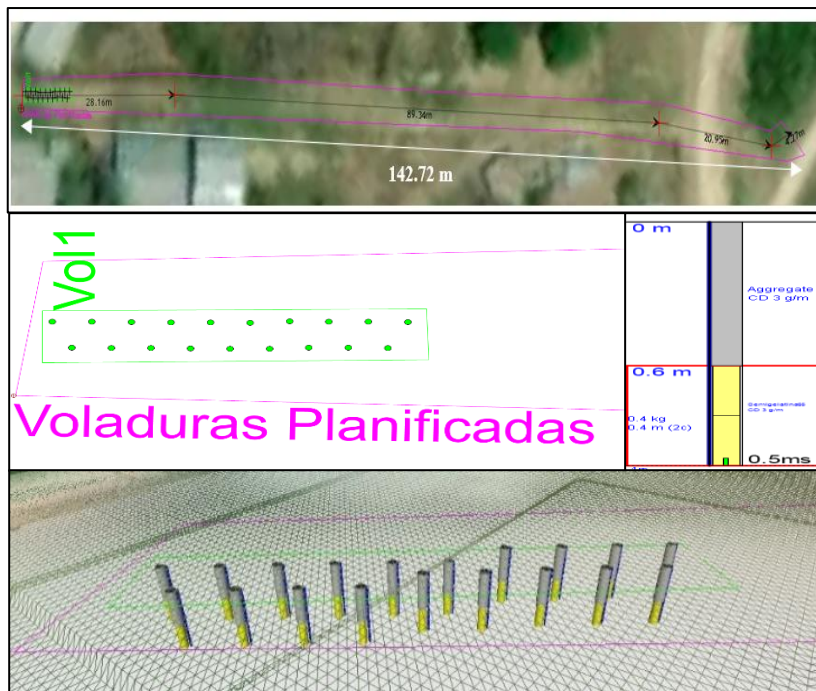 28.16m
89.34m
20.95m
142.72 m
Vol1
Voladuras Planificadas
0 m
Aggregate
CD 3 g/m
0.6 m
0.4 kg
0.4 m (2c)
CD 3 g/m
0.5ms